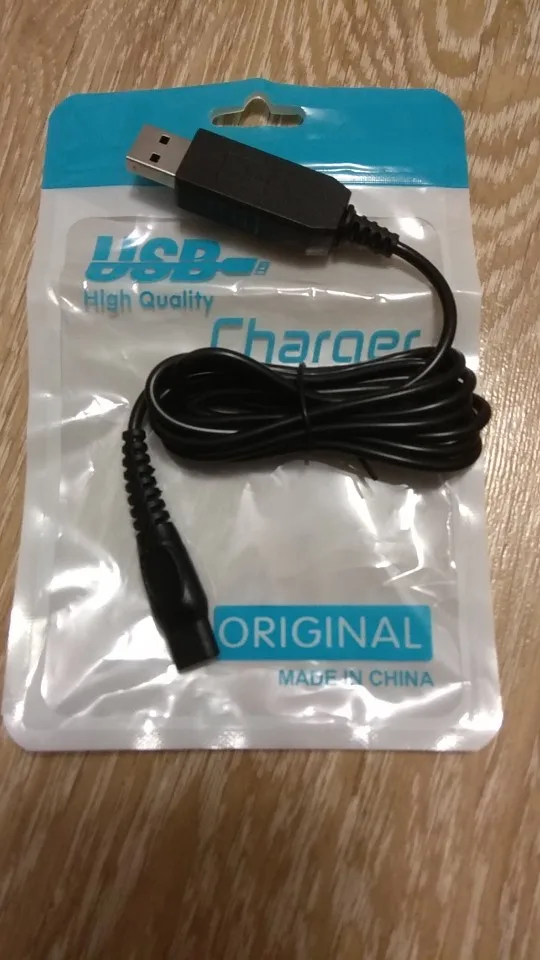 USB
High Quality
Charger
ORIGINAL
MADE IN CHINA